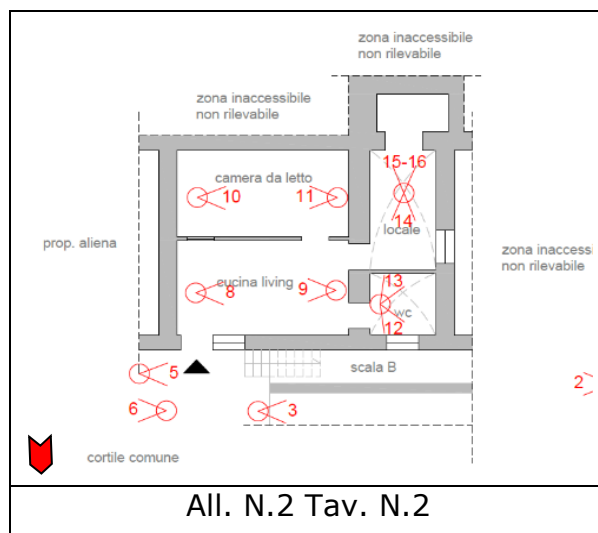 zona inaccessibile
non rilevabile
zona inaccessibile
non rilevabile
15-16
camera da letto
10
11
14
locale
prop. aliena
zona inaccess
non rilevabile
cucina living
8
9
13
wc
12
5
scala B
2
6
3
cortile comune
All. N.2 Tav. N.2